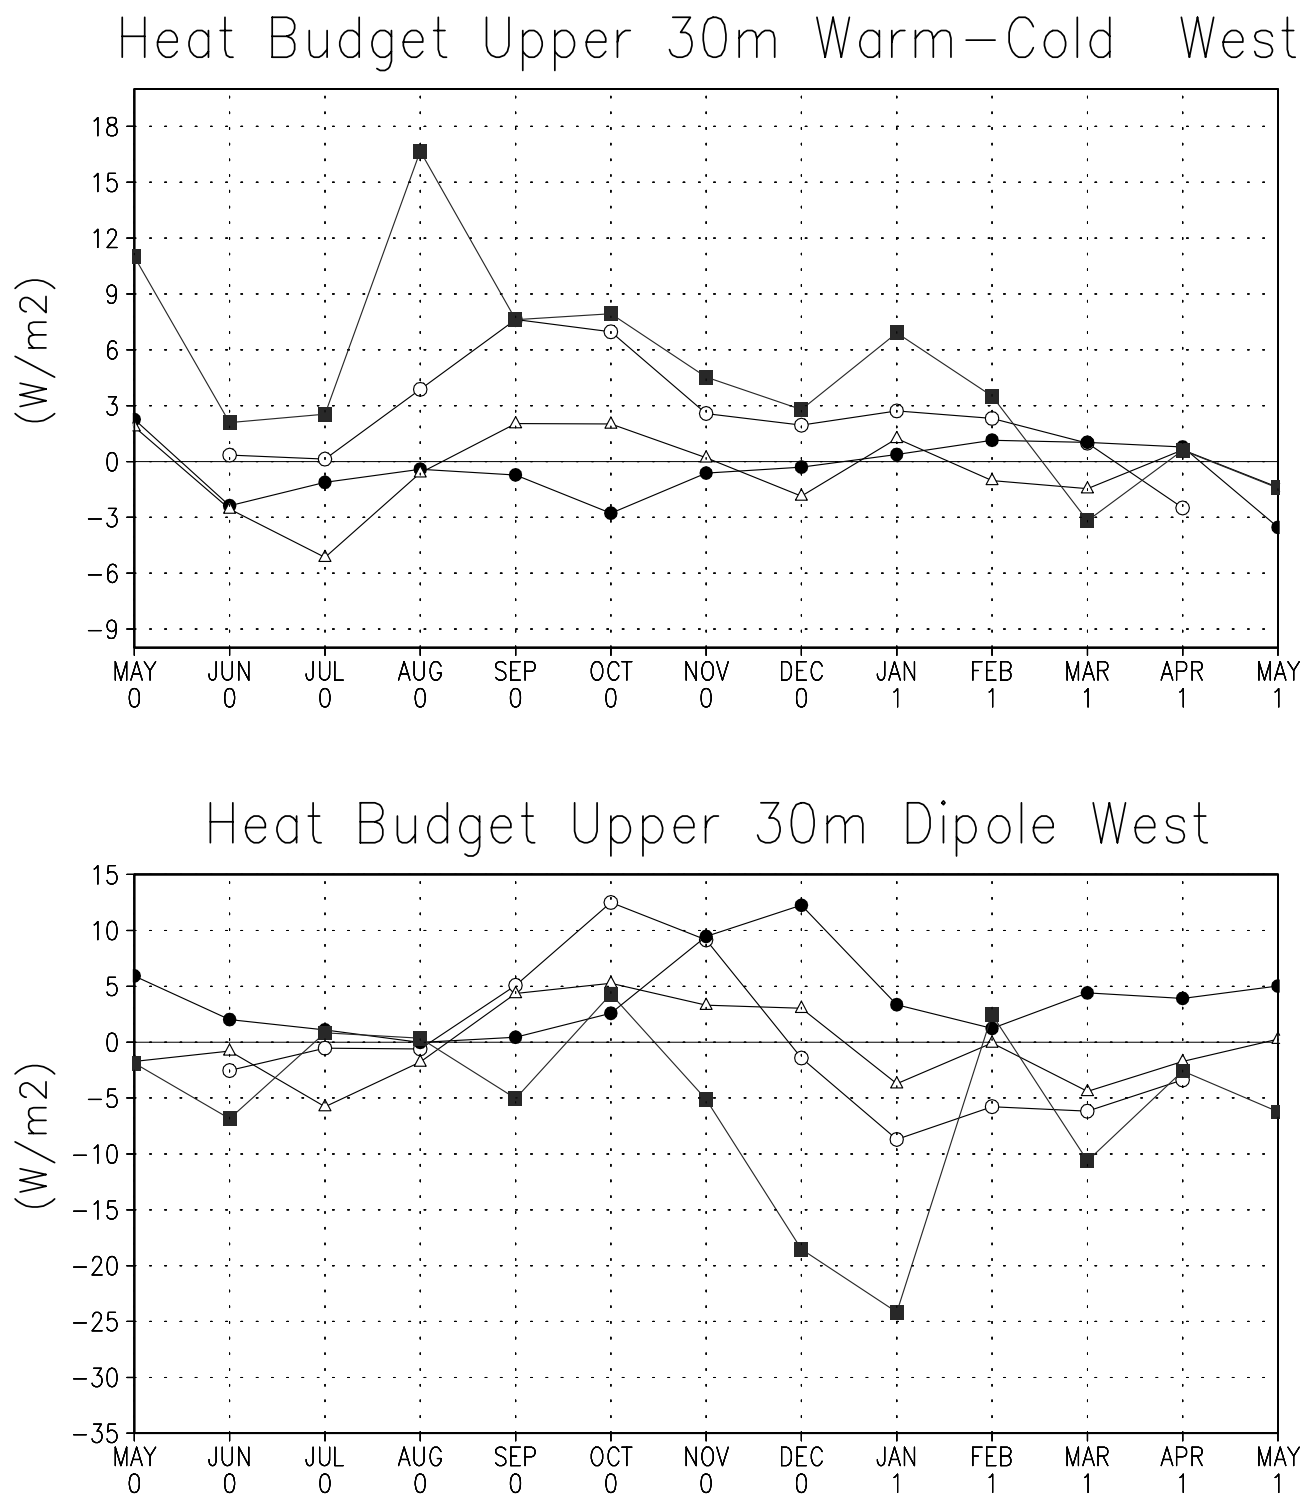 Heat Budget Upper 30m Warm−Cold West
(W/m2)
18
15
12
9
6
3
0
−3
−6
−9
MAY JUN JUL AUG SEP OCT NOV DEC JAN FEB MAR APR MAY
0 0 0 0 0 0 0 0 1 1 1 1 1
Heat Budget Upper 30m Dipole West
(W/m2)
15
10
5
0
−5
−10
−15
−20
−25
−30
−35
MAY JUN JUL AUG SEP OCT NOV DEC JAN FEB MAR APR MAY
0 0 0 0 0 0 0 0 1 1 1 1 1